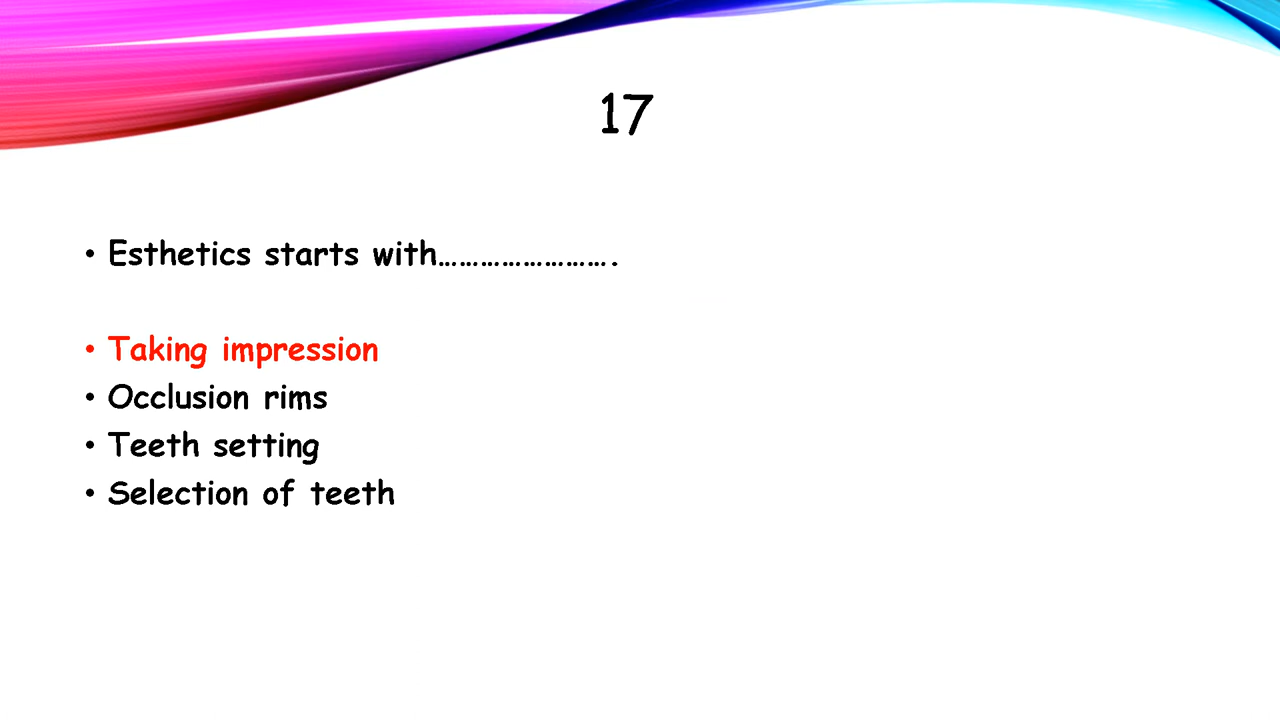 17
• Esthetics starts with…………………….
• Taking impression
• Occlusion rims
• Teeth setting
• Selection of teeth